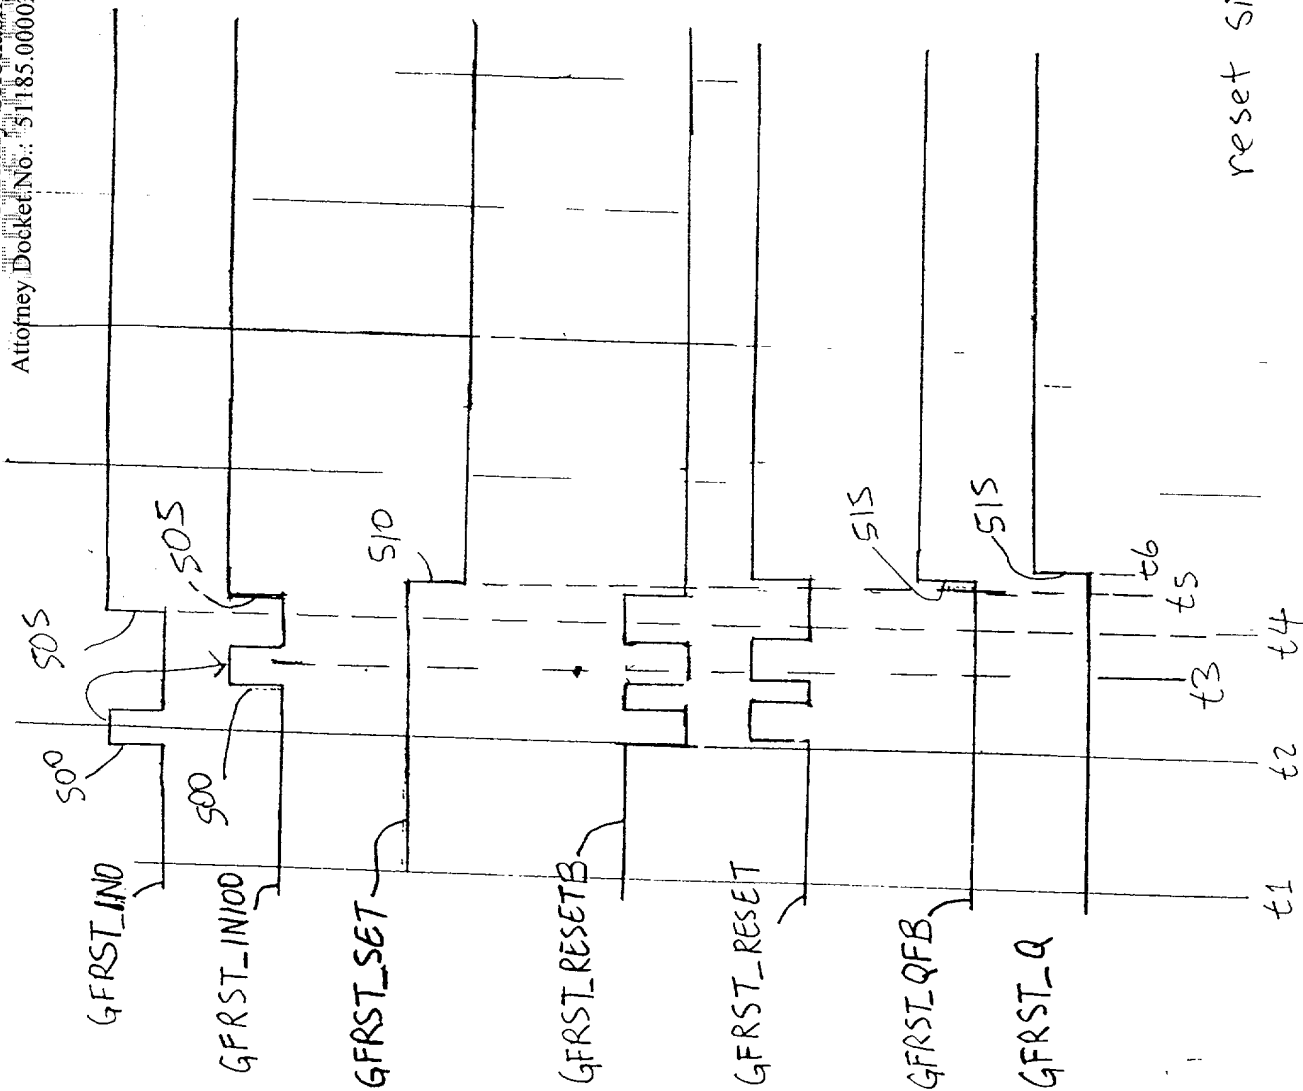 Attorney Docket No.: 51185.0000
GFRST_IN0
500
505
GFRST_IN100
500
505
GFRST_SET
510
GFRST_RESETB
GFRST_RESET
GFRST_QFB
515
GFRST_Q
515
t1
t2
t3
t4
t5
t6
reset